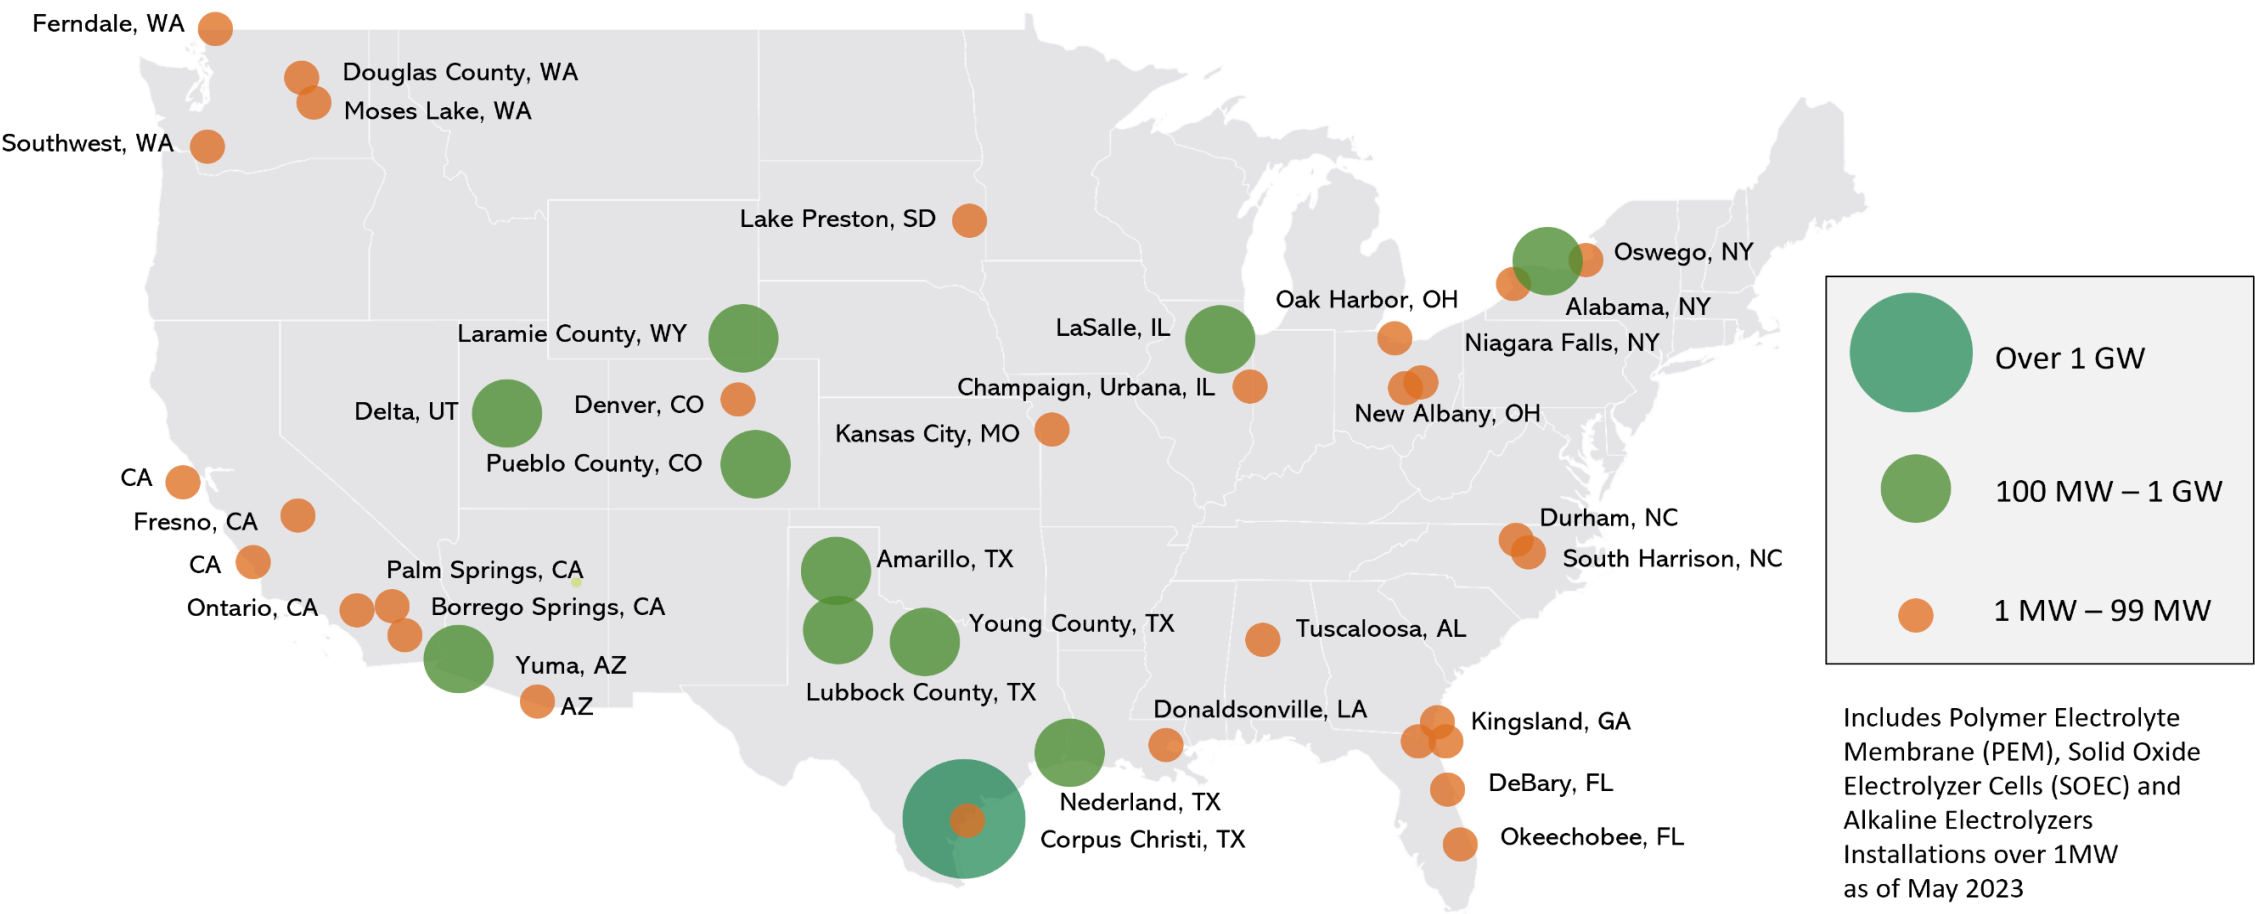 Ferndale, WA
Douglas County, WA
Moses Lake, WA
Southwest, WA
Lake Preston, SD
Oswego, NY
Alabama, NY
Niagara Falls, NY
Oak Harbor, OH
New Albany, OH
LaSalle, IL
Champaign, Urbana, IL
Laramie County, WY
Denver, CO
Delta, UT
Pueblo County, CO
Kansas City, MO
CA
Fresno, CA
CA
Palm Springs, CA
Ontario, CA
Borrego Springs, CA
Yuma, AZ
AZ
Amarillo, TX
Young County, TX
Lubbock County, TX
Nederland, TX
Corpus Christi, TX
Durham, NC
South Harrison, NC
Tuscaloosa, AL
Donaldsonville, LA
Kingsland, GA
DeBary, FL
Okeechobee, FL
Over 1 GW
100 MW – 1 GW
1 MW – 99 MW
Includes Polymer Electrolyte
Membrane (PEM), Solid Oxide
Electrolyzer Cells (SOEC) and
Alkaline Electrolyzers
Installations over 1MW
as of May 2023